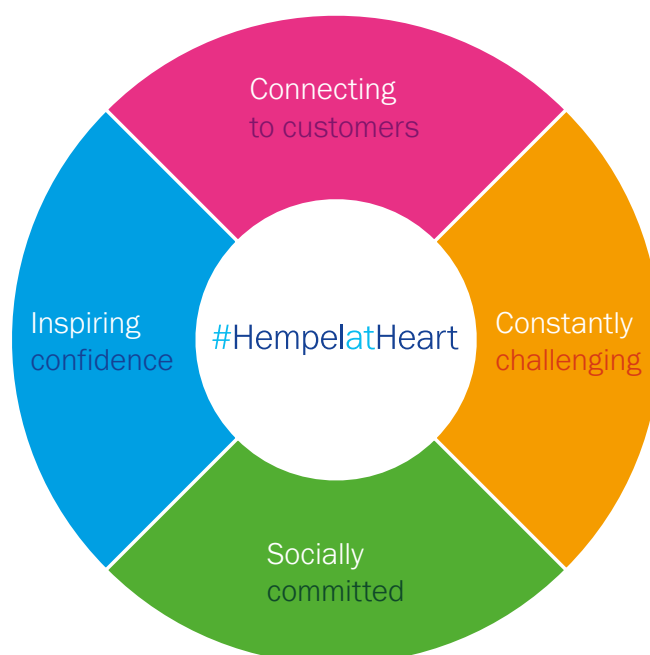 Connecting
to customers
Inspiring
confidence
#HempelatHeart
Constantly
challenging
Socially
committed